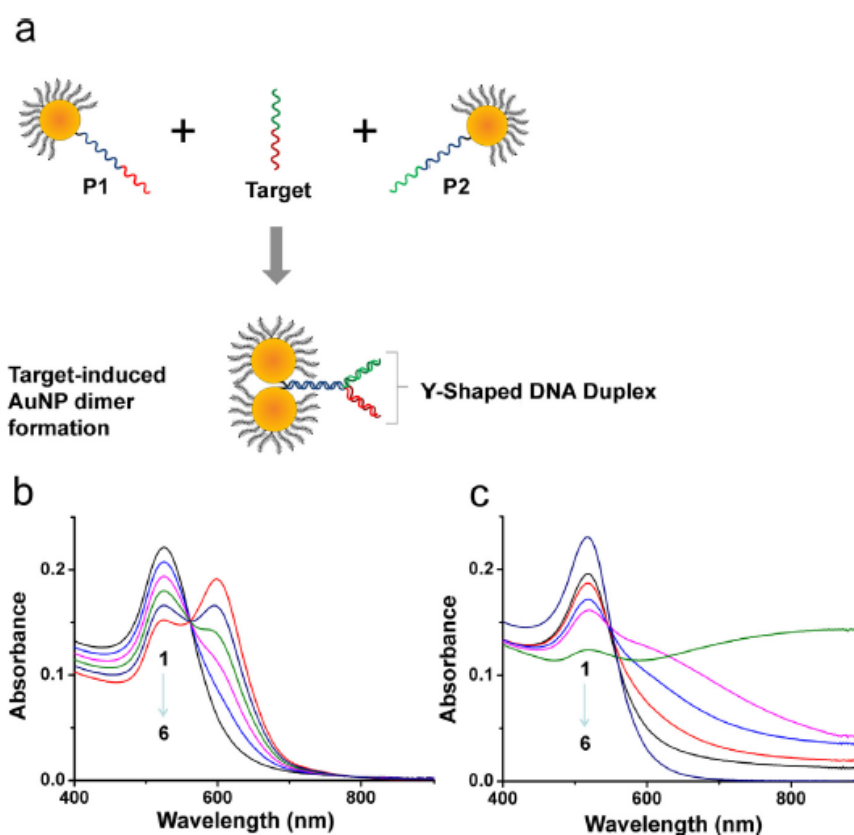 a
+ +
P1 Target P2
Target-induced
AuNP dimer
formation
Y-Shaped DNA Duplex
b
0.2
0.1
0.0
Absorbance
1
6
400 600 800
Wavelength (nm)
c
0.2
0.1
0.0
Absorbance
1
6
400 600 800
Wavelength (nm)